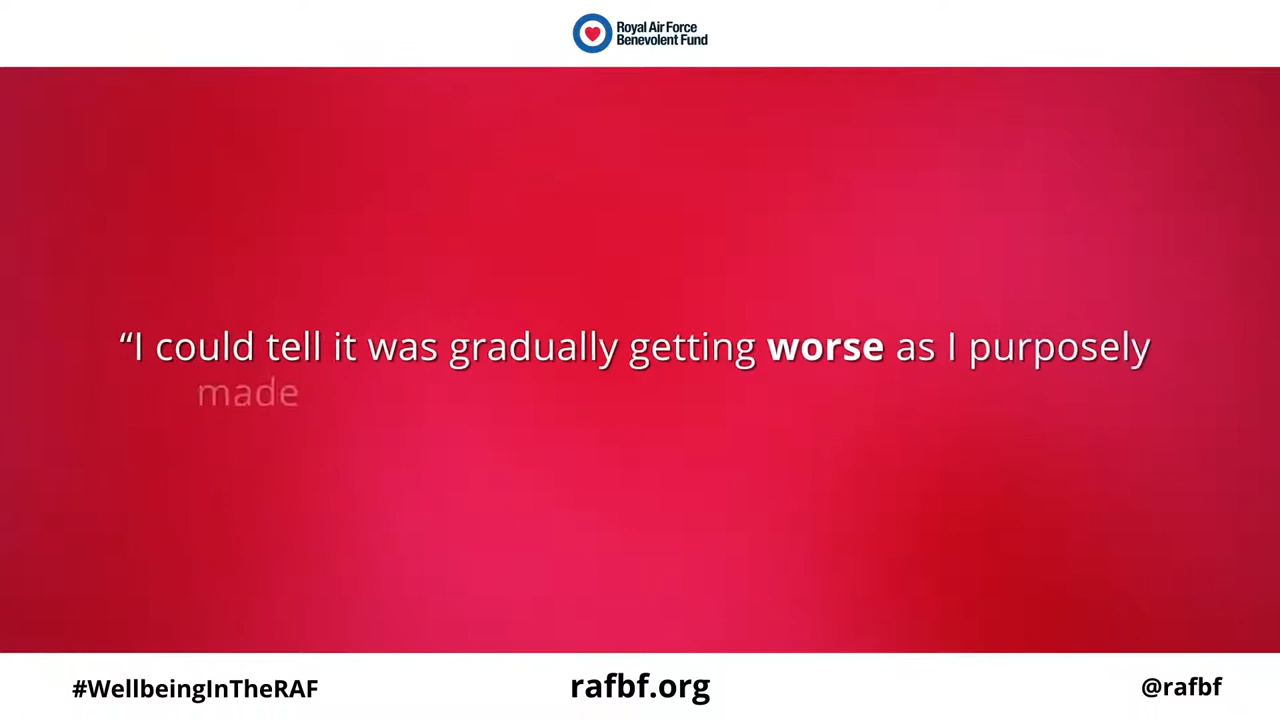 Royal Air Force
Benevolent Fund
“I could tell it was gradually getting worse as I purposely
made
#WellbeingInTheRAF
rafbf.org
@rafbf